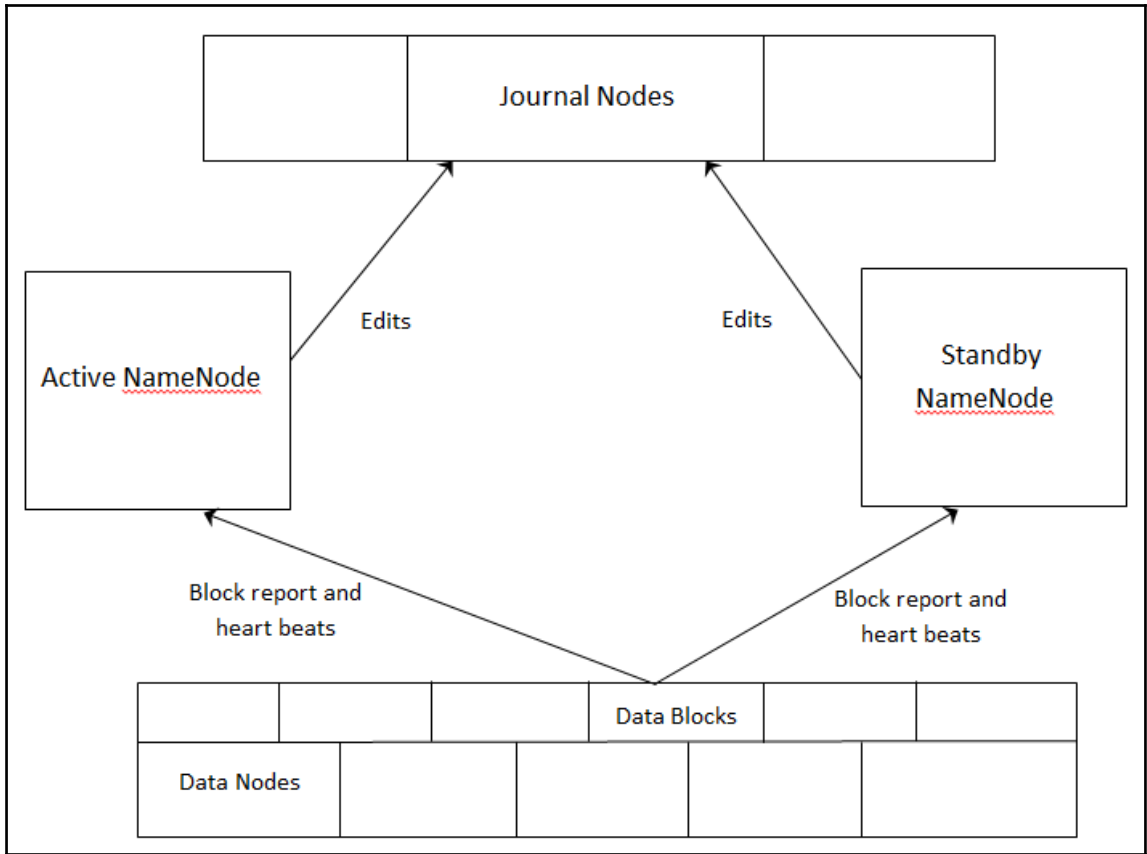 Journal Nodes
Edits
Edits
Active NameNode
Standby
NameNode
Block report and
heart beats
Block report and
heart beats
Data Blocks
Data Nodes